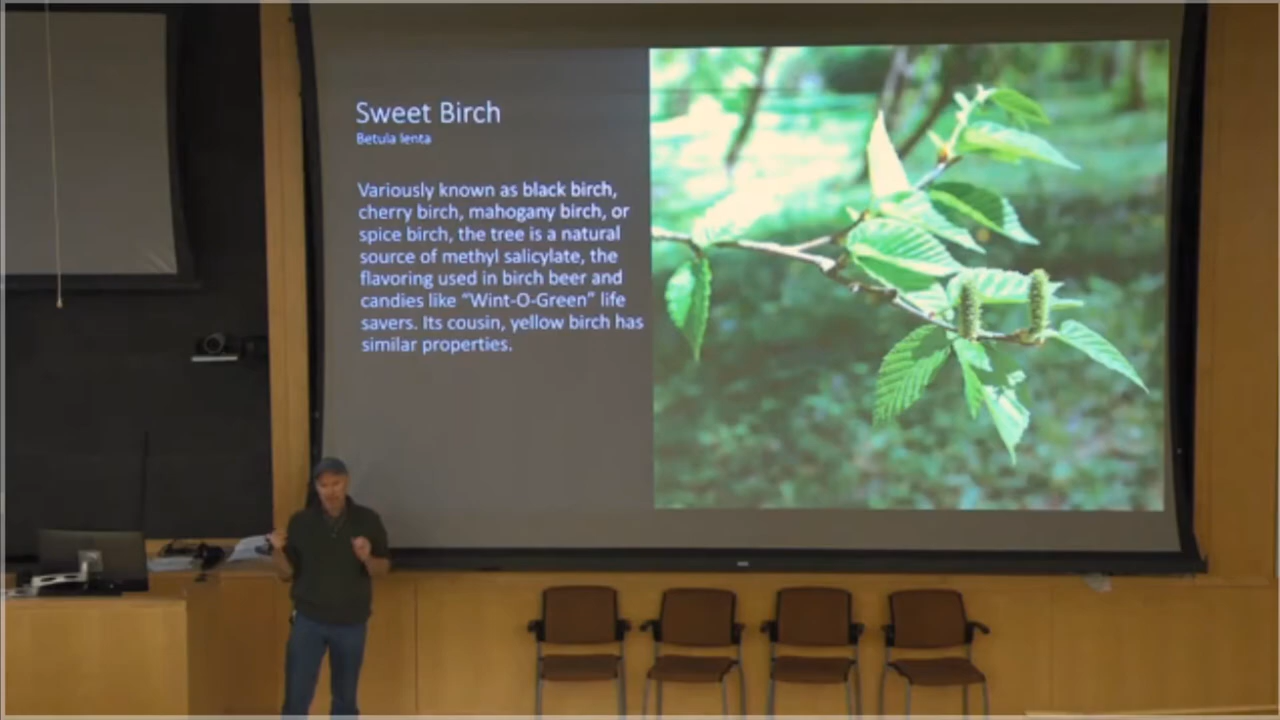 Sweet Birch
Betula lenta
Variously known as black birch,
cherry birch, mahogany birch, or
spice birch, the tree is a natural
source of methyl salicylate, the
flavoring used in birch beer and
candies like “Wint-O-Green” life
savers. Its cousin, yellow birch has
similar properties.